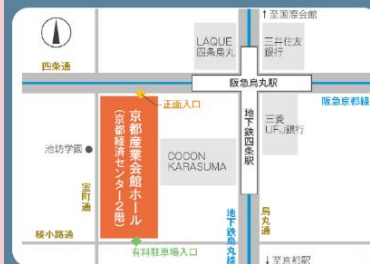 ↑至国際会館
LAQUE
四条烏丸
三井住友
銀行
四条通
阪急烏丸駅
正面入口
阪急京都線
京都産業会館ホール
(京都経済センター2階)
地下鉄四条駅
三菱
UFJ銀行
池坊学園
COCON
KARASUMA
室町通
地下鉄烏丸線
烏丸通
綾小路通
有料駐車場入口
↓至京都駅